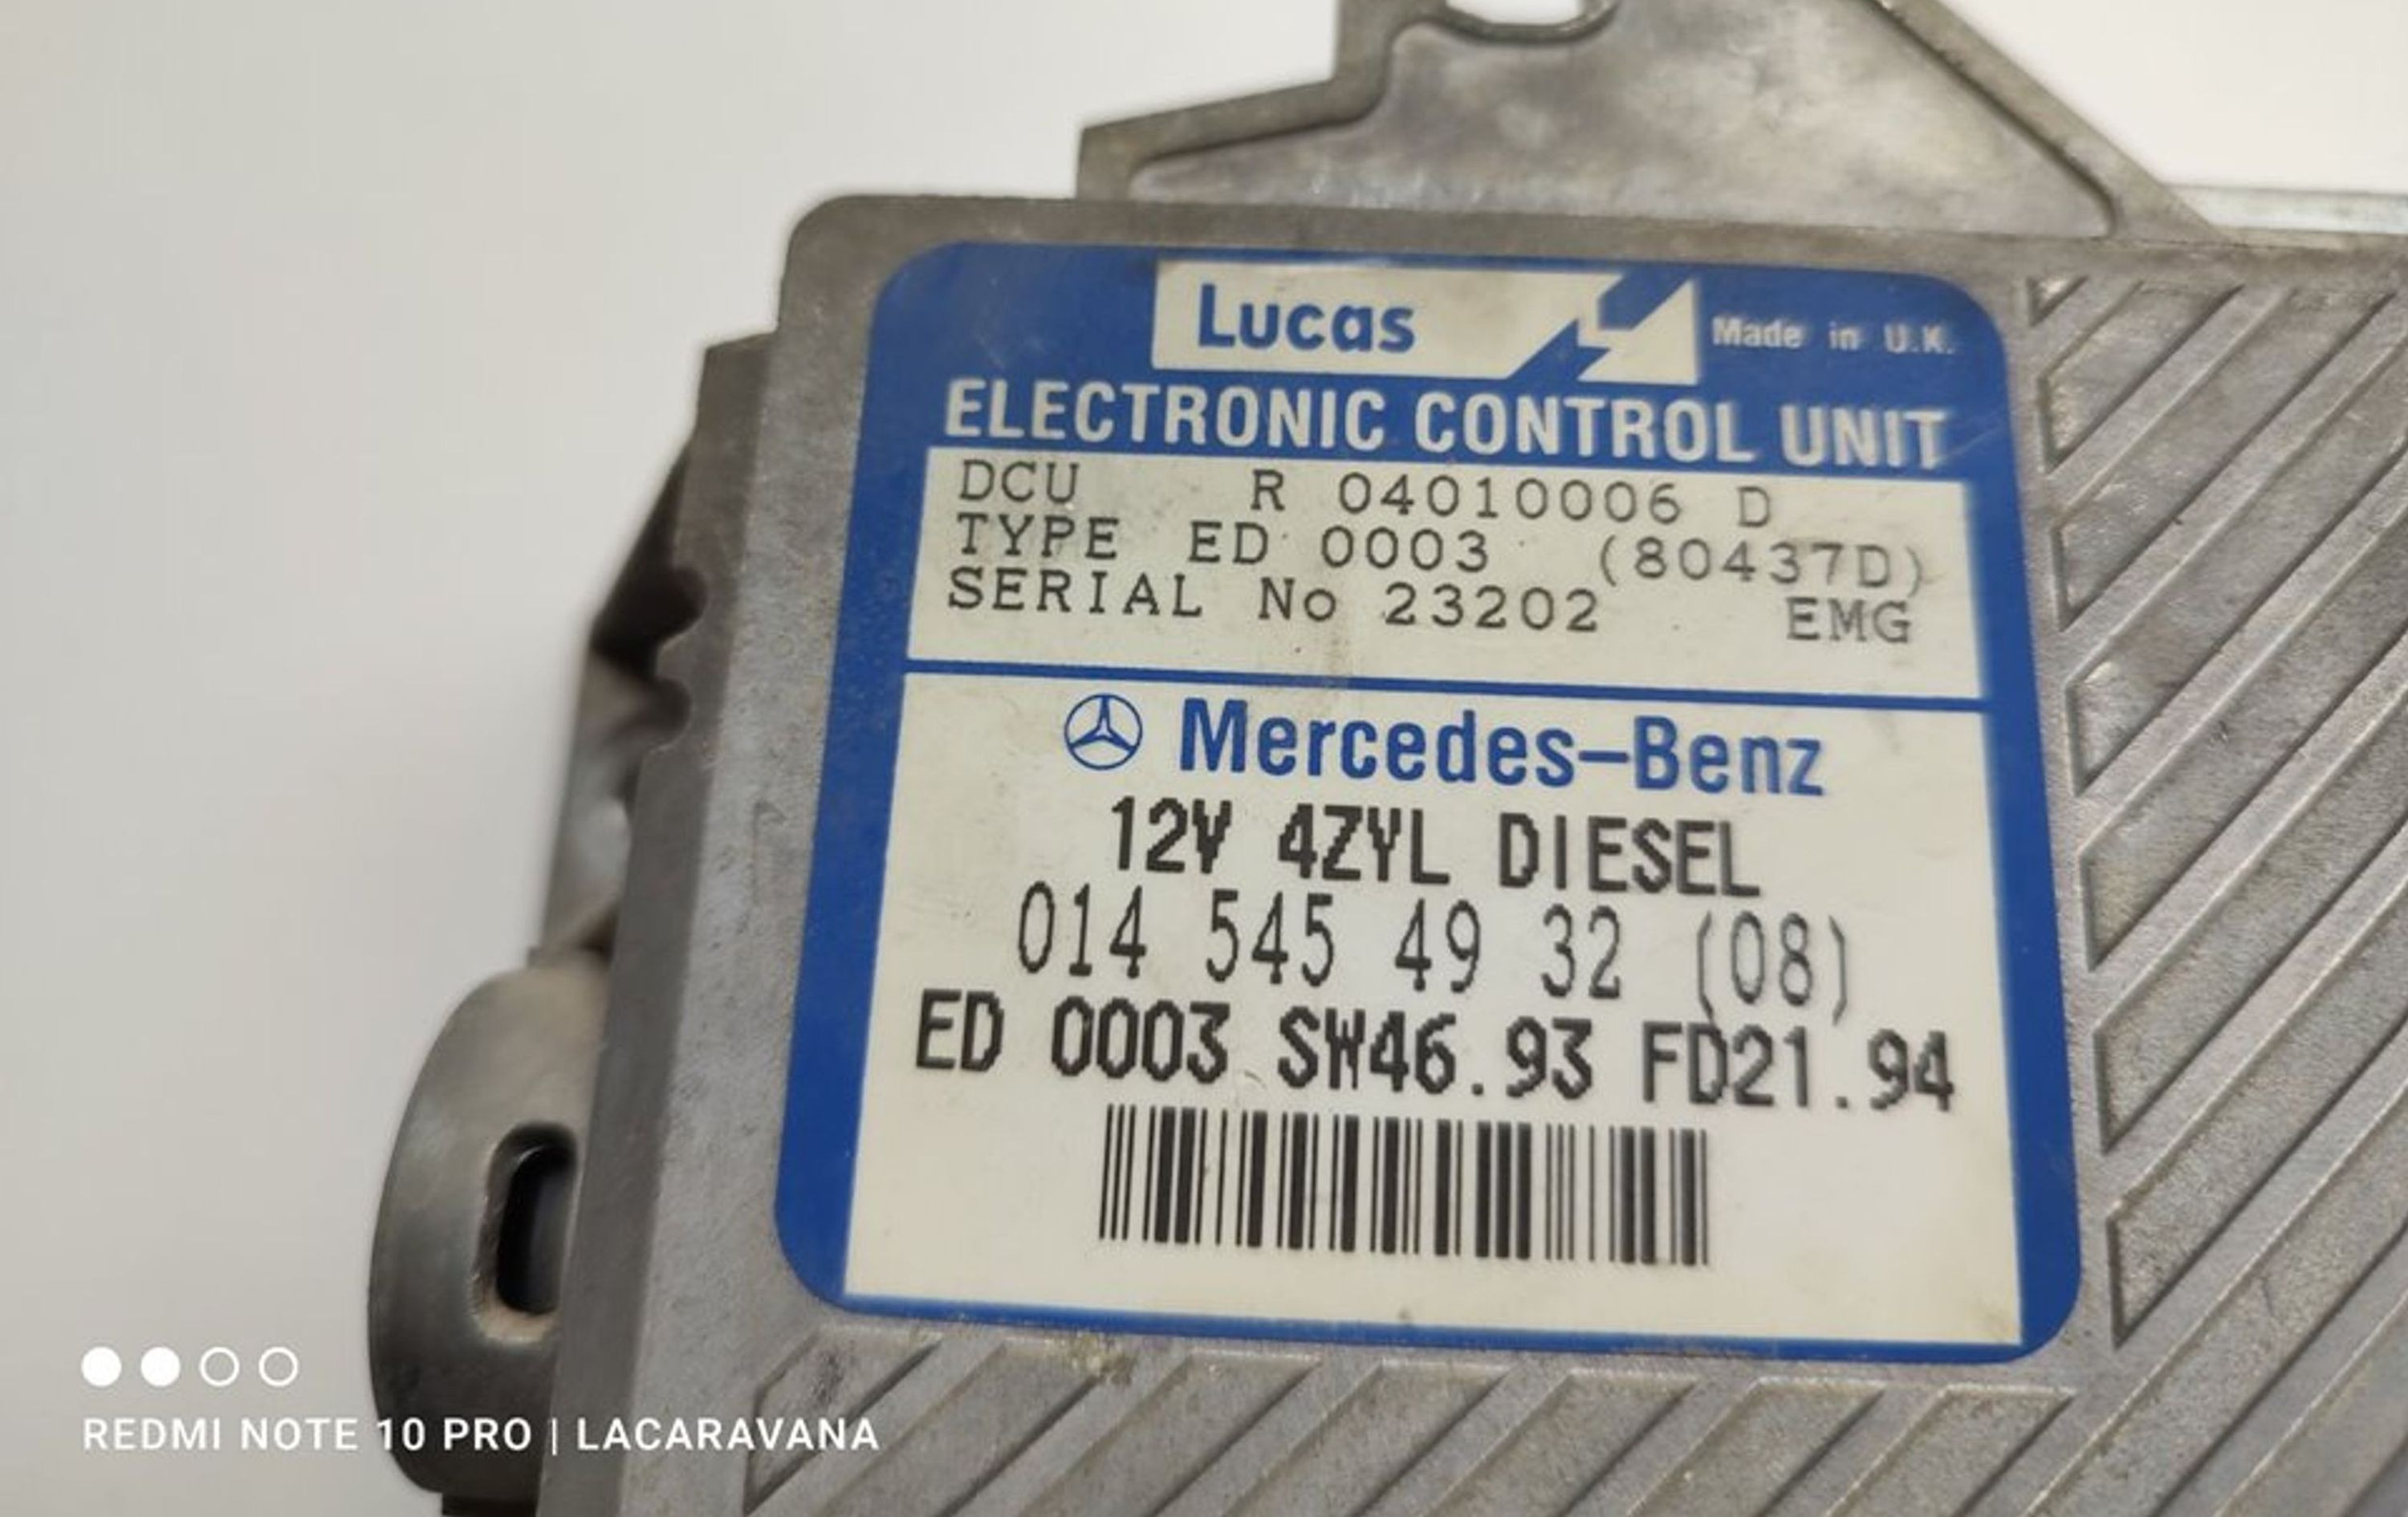 Lucas Made in U.K.
ELECTRONIC CONTROL UNIT
DCU R 04010006 D
TYPE ED 0003 (80437D)
SERIAL No 23202 EMG
Mercedes-Benz
12V 4ZYL DIESEL
014 545 49 32 (08)
ED 0003 SW46.93 FD21.94
REDMI NOTE 10 PRO | LACARAVANA